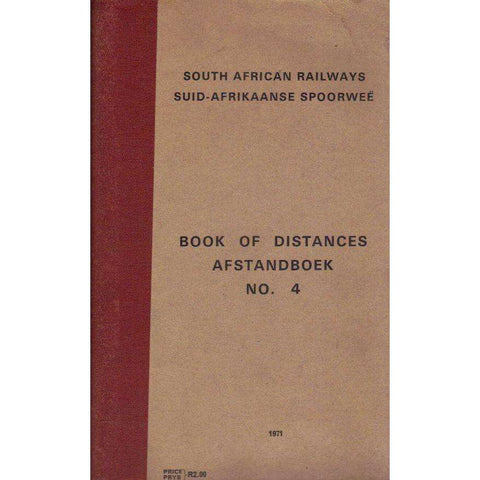 SOUTH AFRICAN RAILWAYS
SUID-AFRIKAANSE SPOORWEË
BOOK OF DISTANCES
AFSTANDBOEK
NO. 4
1971
PRICE
PRYS }-R2.00